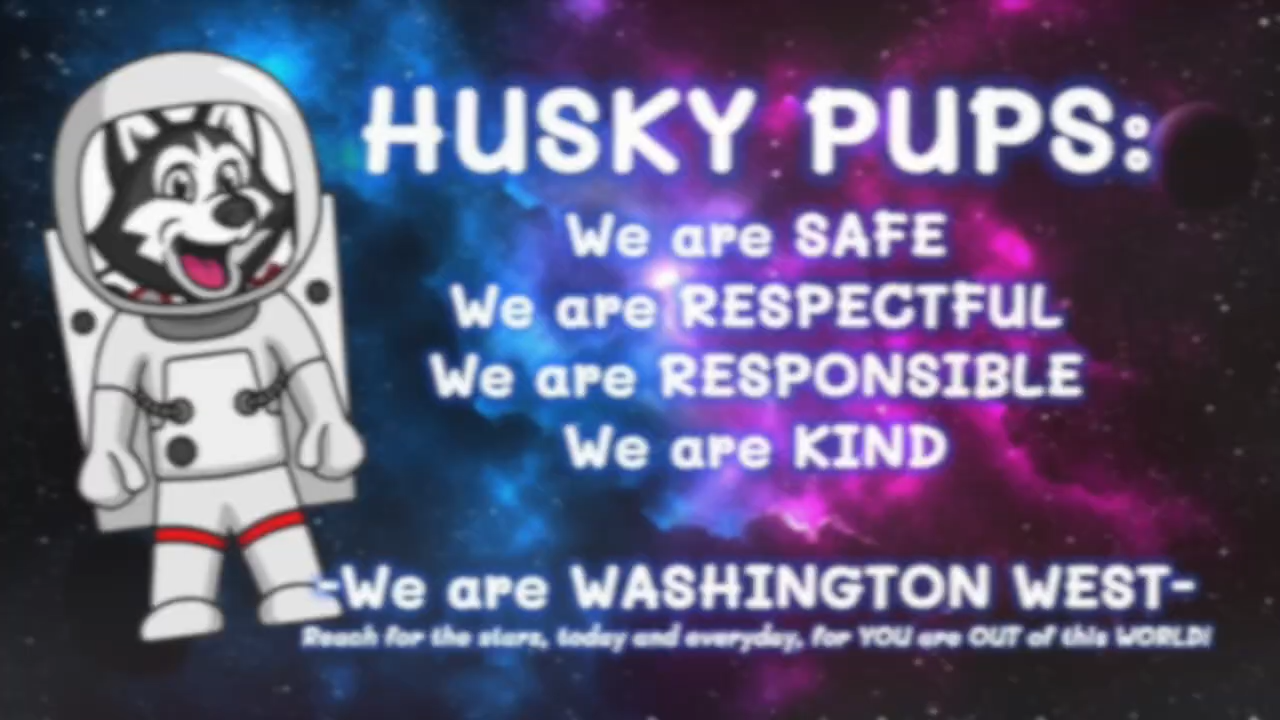 HUSKY PUPS:
We are SAFE
We are RESPECTFUL
We are RESPONSIBLE
We are KIND
-We are WASHINGTON WEST-
Reach for the stars, today and everyday, for YOU are OUT of this WORLD!